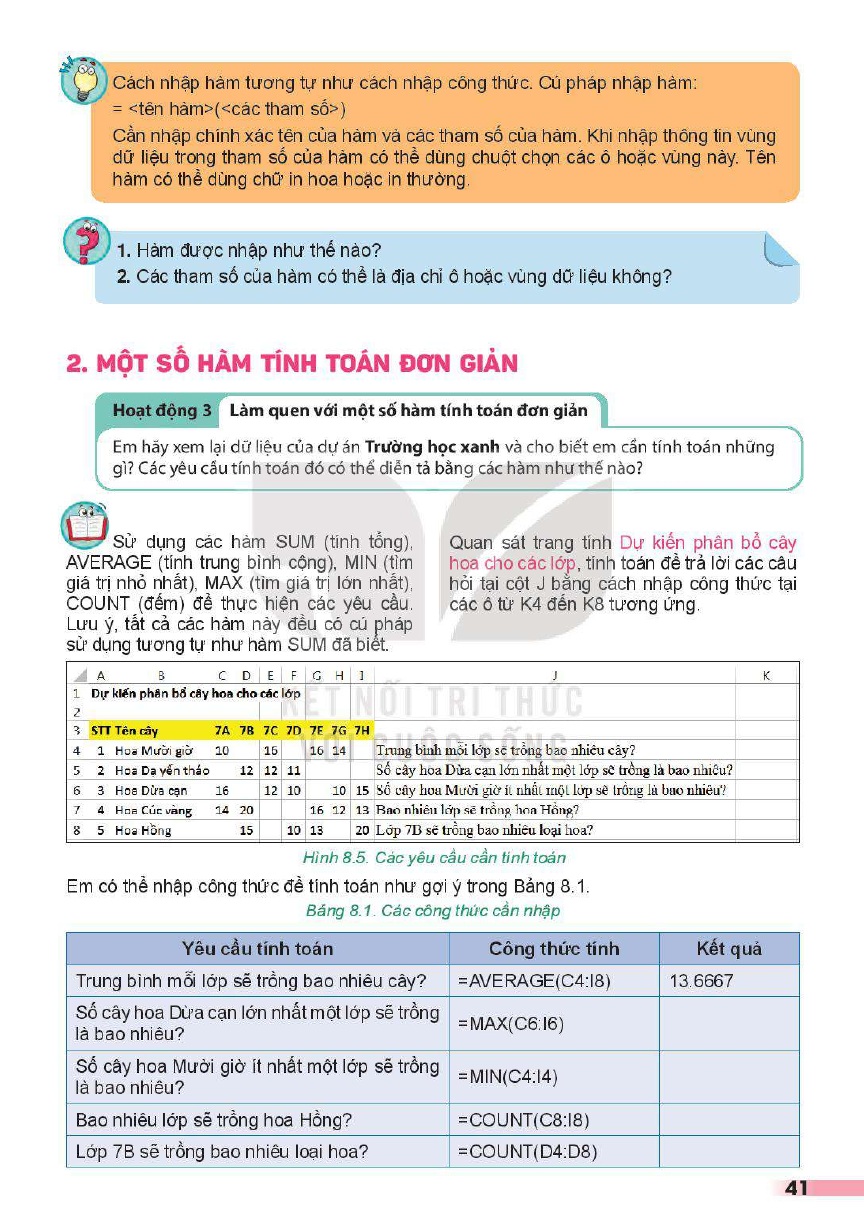 Cách nhập hàm tương tự như cách nhập công thức. Cú pháp nhập hàm:
= <tên hàm>(<các tham số>)
Cần nhập chính xác tên của hàm và các tham số của hàm. Khi nhập thông tin vùng
dữ liệu trong tham số của hàm có thể dùng chuột chọn các ô hoặc vùng này. Tên
hàm có thể dùng chữ in hoa hoặc in thường.
1. Hàm được nhập như thế nào?
2. Các tham số của hàm có thể là địa chỉ ô hoặc vùng dữ liệu không?
2. MỘT SỐ HÀM TÍNH TOÁN ĐƠN GIẢN
Hoạt động 3 Làm quen với một số hàm tính toán đơn giản
Em hãy xem lại dữ liệu của dự án Trường học xanh và cho biết em cần tính toán những
gì? Các yêu cầu tính toán đó có thể diễn tả bằng các hàm như thế nào?
Sử dụng các hàm SUM (tính tổng),
AVERAGE (tính trung bình cộng), MIN (tìm
giá trị nhỏ nhất), MAX (tìm giá trị lớn nhất),
COUNT (đếm) để thực hiện các yêu cầu.
Lưu ý, tất cả các hàm này đều có cú pháp
sử dụng tương tự như hàm SUM đã biết.
Quan sát trang tính Dự kiến phân bổ cây
hoa cho các lớp, tính toán để trả lời các câu
hỏi tại cột J bằng cách nhập công thức tại
các ô từ K4 đến K8 tương ứng.
KẾT NỐI TRI THỨC
VỚI CUỘC SỐNG
A B C D E F G H I J K
1 Dự kiến phân bổ cây hoa cho các lớp
2
3 STT Tên cây 7A 7B 7C 7D 7E 7G 7H
4 1 Hoa Mười giờ 10 16 16 14 Trung bình mỗi lớp sẽ trồng bao nhiêu cây?
5 2 Hoa Dạ yến thảo 12 12 11 Số cây hoa Dừa cạn lớn nhất một lớp sẽ trồng là bao nhiêu?
6 3 Hoa Dừa cạn 16 12 10 10 15 Số cây hoa Mười giờ ít nhất một lớp sẽ trồng là bao nhiêu?
7 4 Hoa Cúc vàng 14 20 16 12 13 Bao nhiêu lớp sẽ trồng hoa Hồng?
8 5 Hoa Hồng 15 10 13 20 Lớp 7B sẽ trồng bao nhiêu loại hoa?
Hình 8.5. Các yêu cầu cần tính toán
Em có thể nhập công thức để tính toán như gợi ý trong Bảng 8.1.
Bảng 8.1. Các công thức cần nhập
Yêu cầu tính toán Công thức tính Kết quả
Trung bình mỗi lớp sẽ trồng bao nhiêu cây? =AVERAGE(C4:I8) 13.6667
Số cây hoa Dừa cạn lớn nhất một lớp sẽ trồng
là bao nhiêu?
=MAX(C6:I6)
Số cây hoa Mười giờ ít nhất một lớp sẽ trồng
là bao nhiêu?
=MIN(C4:I4)
Bao nhiêu lớp sẽ trồng hoa Hồng? =COUNT(C8:I8)
Lớp 7B sẽ trồng bao nhiêu loại hoa? =COUNT(D4:D8)
41